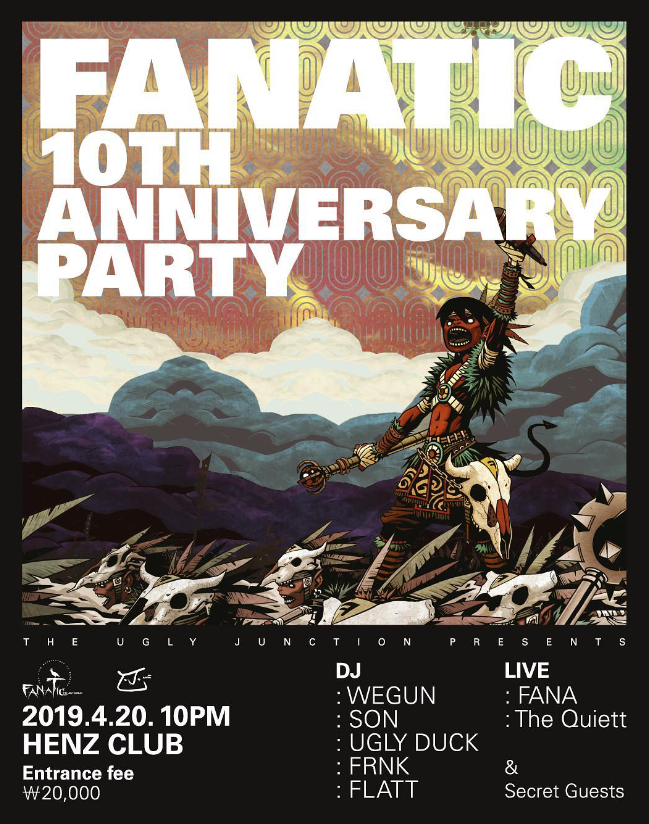 FANATIC
10TH
ANNIVERSARY
PARTY
THE UGLY JUNCTION PRESENTS
FANATIC
2019.4.20. 10PM
HENZ CLUB
Entrance fee
₩20,000
DJ
: WEGUN
: SON
: UGLY DUCK
: FRNK
: FLATT
LIVE
: FANA
: The Quiett
&
Secret Guests